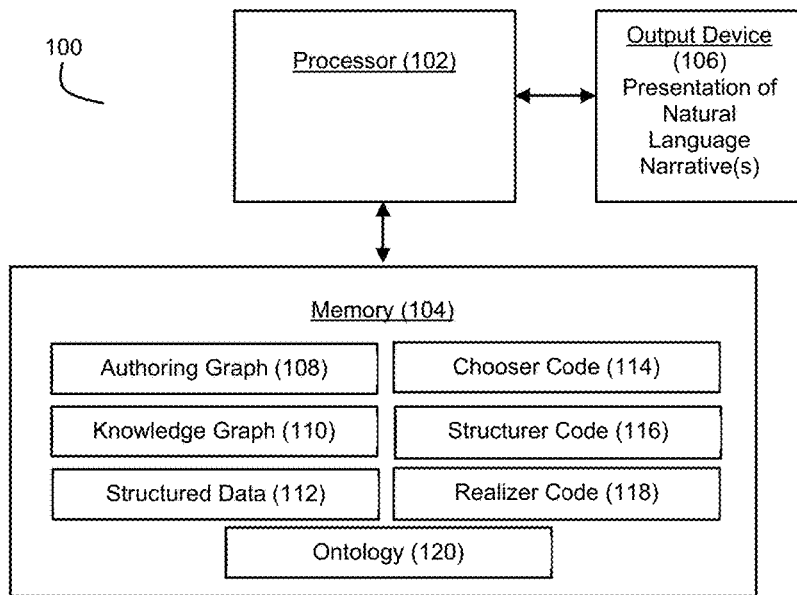 100
Processor (102)
Output Device
(106)
Presentation of
Natural
Language
Narrative(s)
Memory (104)
Authoring Graph (108)
Chooser Code (114)
Knowledge Graph (110)
Structurer Code (116)
Structured Data (112)
Realizer Code (118)
Ontology (120)